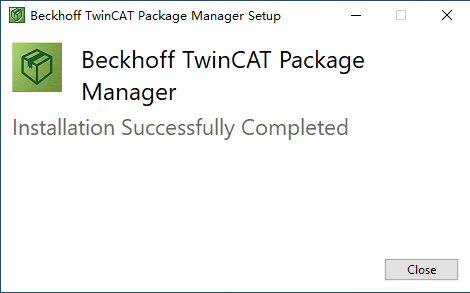 Beckhoff TwinCAT Package Manager Setup
Beckhoff TwinCAT Package
Manager
Installation Successfully Completed
Close